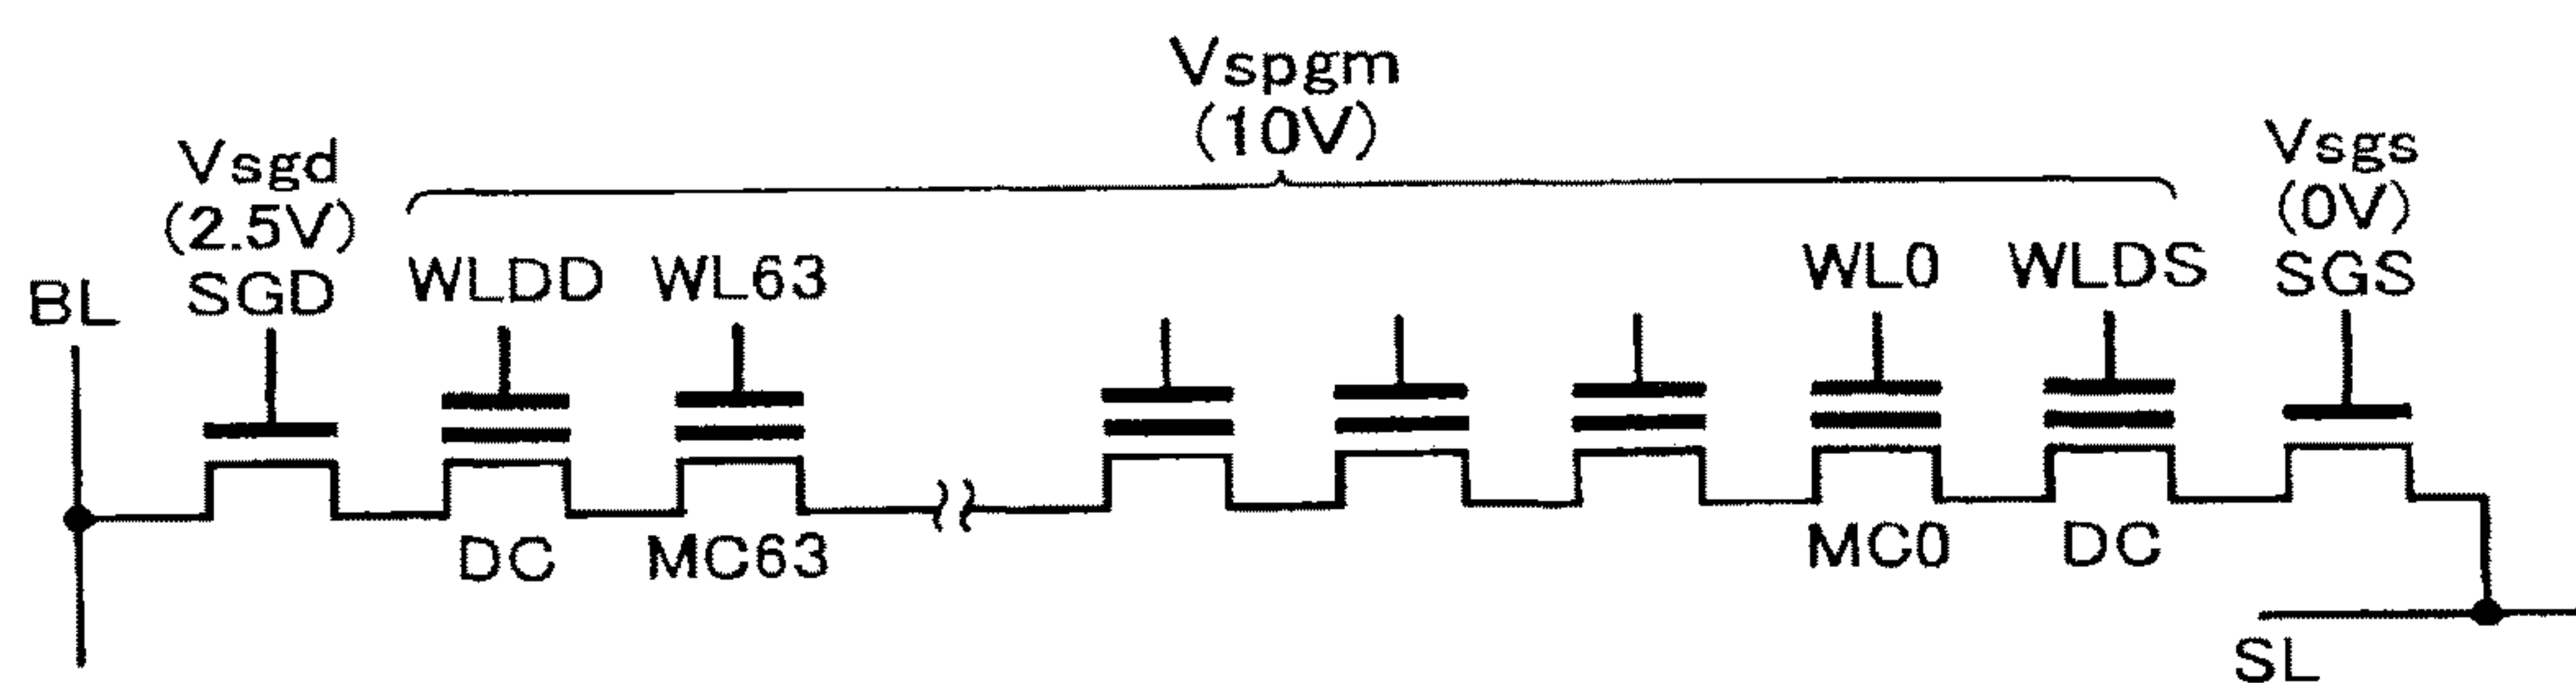 Vspgm
(10V)
Vsgd
(2.5V)
Vsgs
(0V)
BL
SGD
WLDD
WL63
WL0
WLDS
SGS
DC
MC63
MC0
DC
SL